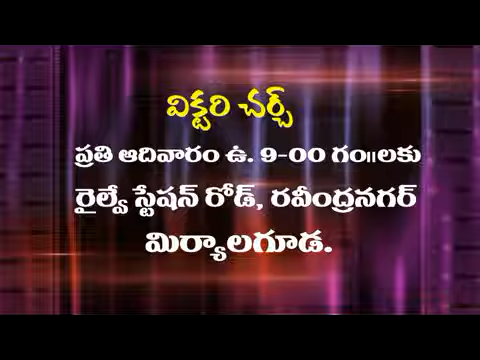 విక్టరి చర్చ్
ప్రతి ఆదివారం ఉ. 9-00 గం॥లకు
రైల్వే స్టేషన్ రోడ్, రవీంద్రనగర్
మిర్యాలగూడ.